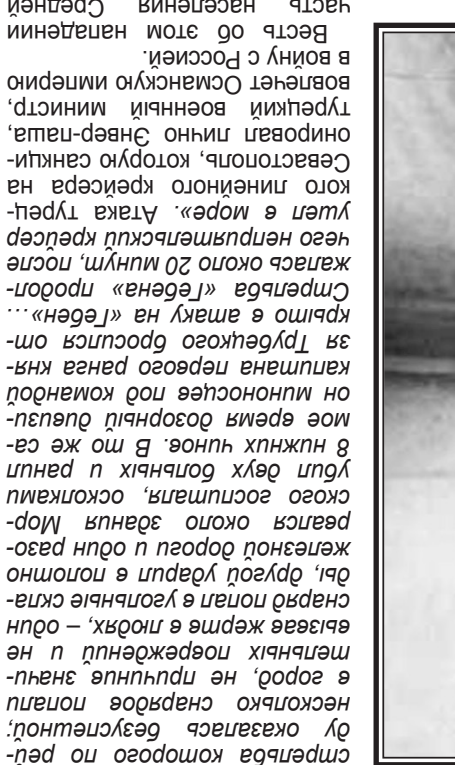 стрельба которого по рей-
ду оказалась безуспешной;
несколько снарядов попали
в город, не причинив значи-
тельных повреждений и не
вызвав жертв в людях, – один
снаряд попал в угольные скла-
ды, другой ударил в полотно
железной дороги и один разо-
рвался около здания Мор-
ского госпиталя, осколками
убил двух больных и ранил
8 нижних чинов. В то же са-
мое время дозорный дивизи-
он миноносцев под командой
капитана первого ранга кня-
зя Трубецкого бросился от-
крыто в атаку на «Гебен»…
Стрельба «Гебена» продол-
жалась около 20 минут, после
чего неприятельский крейсер
ушел в море». Атака турец-
кого линейного крейсера на
Севастополь, которую санкци-
онировал лично Энвер-паша,
турецкий военный министр,
вовлечет Османскую империю
в войну с Россией.
Весть об этом нападении
часть населения Средней